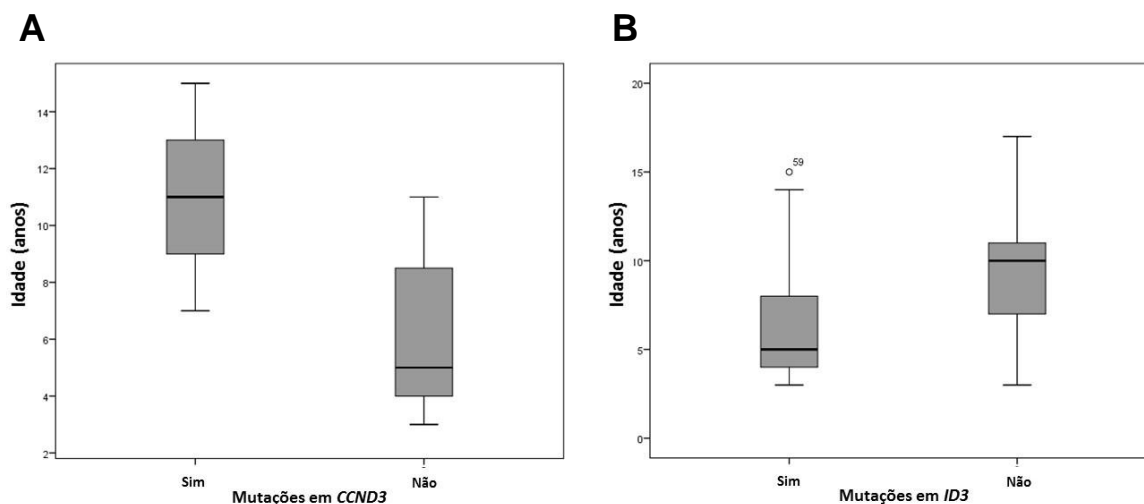 A
Idade (anos)
14
12
10
8
6
4
2
Sim
Não
Mutações em CCND3
B
Idade (anos)
20
15
10
5
0
59
Sim
Não
Mutações em ID3